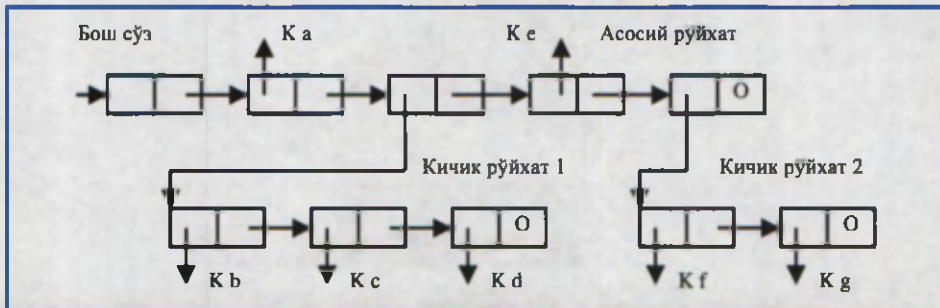 Бош сўз К a К e Асосий рўйхат
О
Кичик рўйхат 1 Кичик рўйхат 2
О О
К b К c К d К f К g